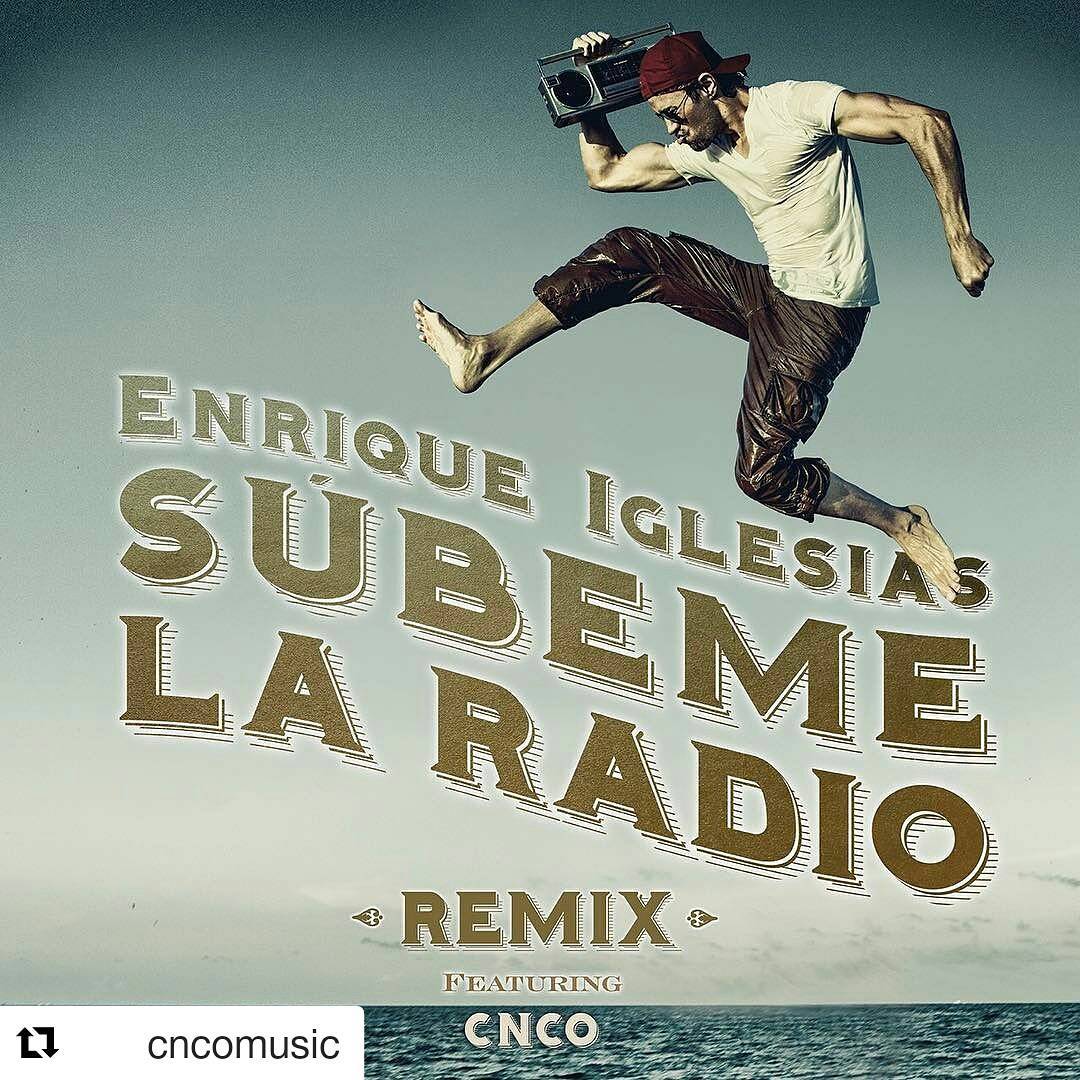 Enrique Iglesias
SÚBEME
LA RADIO
REMIX
Featuring
CNCO
cncomusic